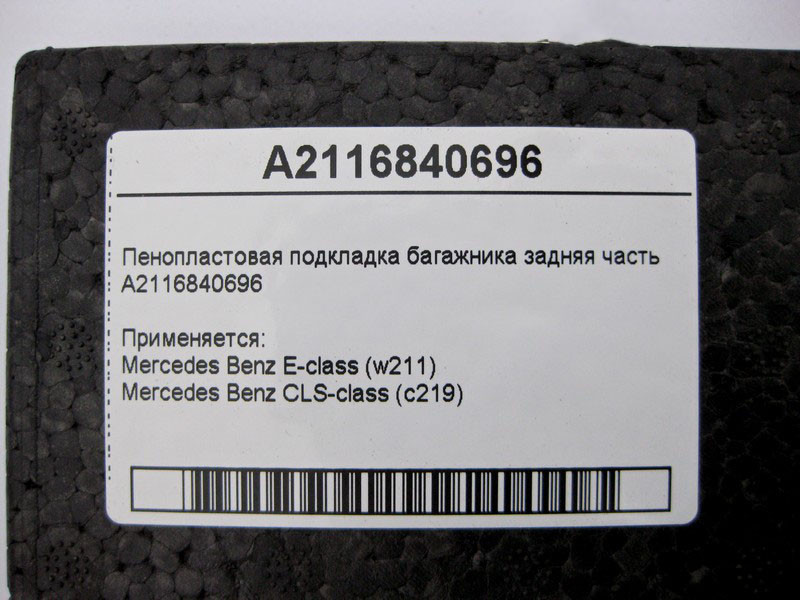 A2116840696
Пенопластовая подкладка багажника задняя часть
A2116840696
Применяется:
Mercedes Benz E-class (w211)
Mercedes Benz CLS-class (c219)